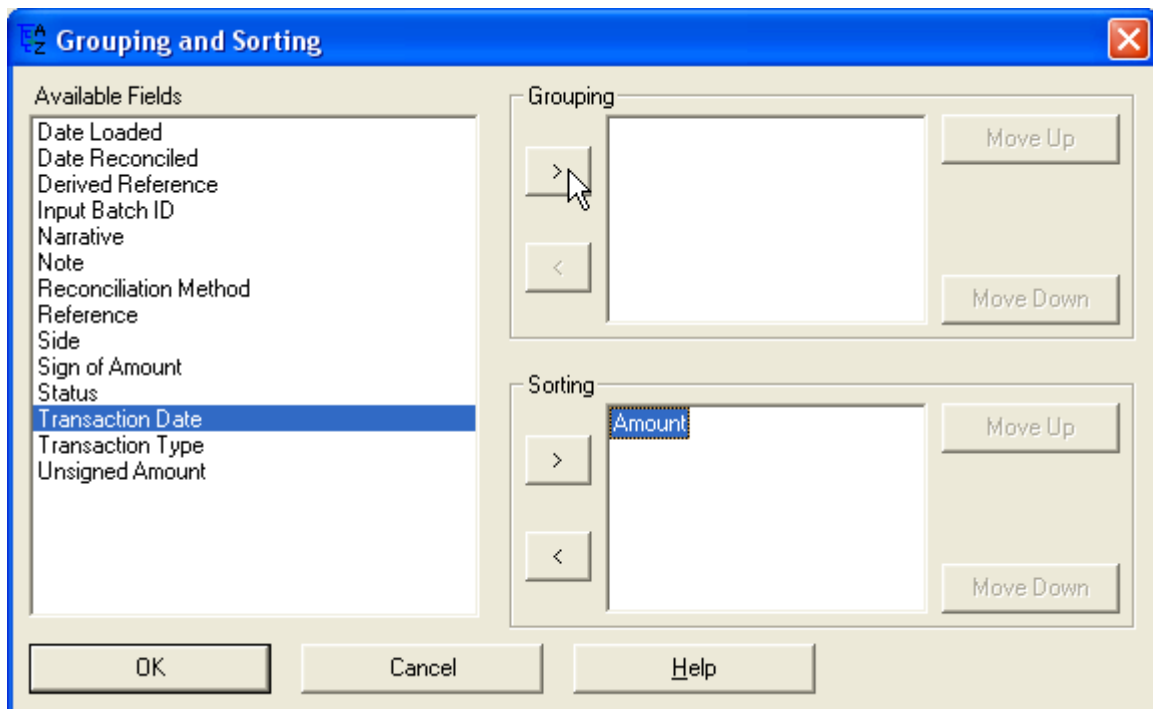 Grouping and Sorting
Available Fields
Date Loaded
Date Reconciled
Derived Reference
Input Batch ID
Narrative
Note
Reconciliation Method
Reference
Side
Sign of Amount
Status
Transaction Date
Transaction Type
Unsigned Amount
Grouping
>
<
Move Up
Move Down
Sorting
Amount
>
<
Move Up
Move Down
OK
Cancel
Help